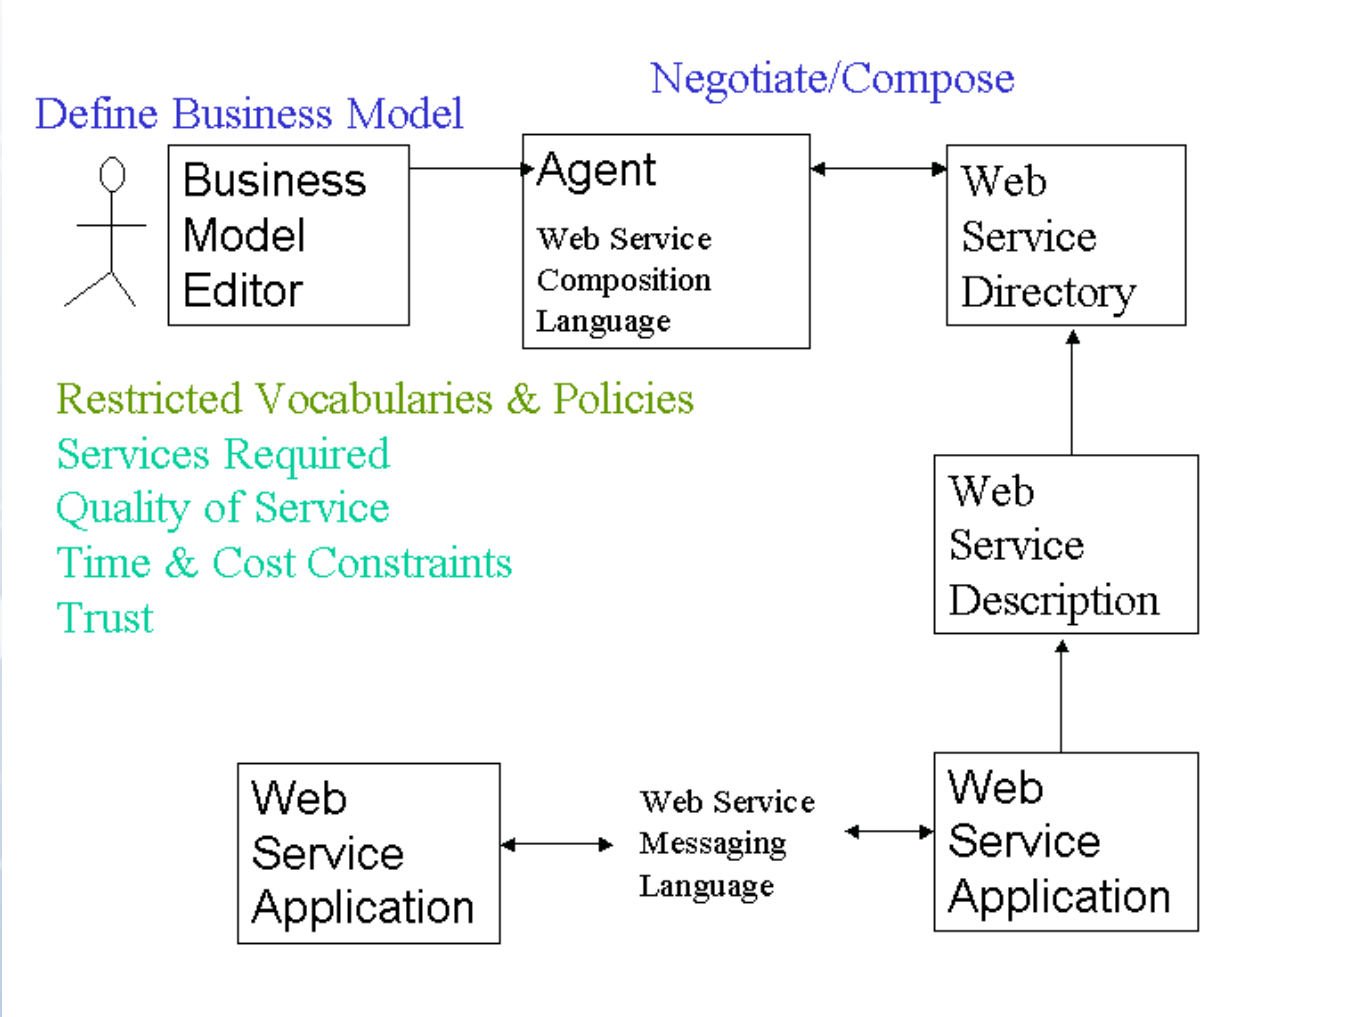 Negotiate/Compose
Define Business Model
Business
Model
Editor
Agent
Web Service
Composition
Language
Web
Service
Directory
Restricted Vocabularies & Policies
Services Required
Quality of Service
Time & Cost Constraints
Trust
Web
Service
Description
Web
Service
Application
Web Service
Messaging
Language
Web
Service
Application